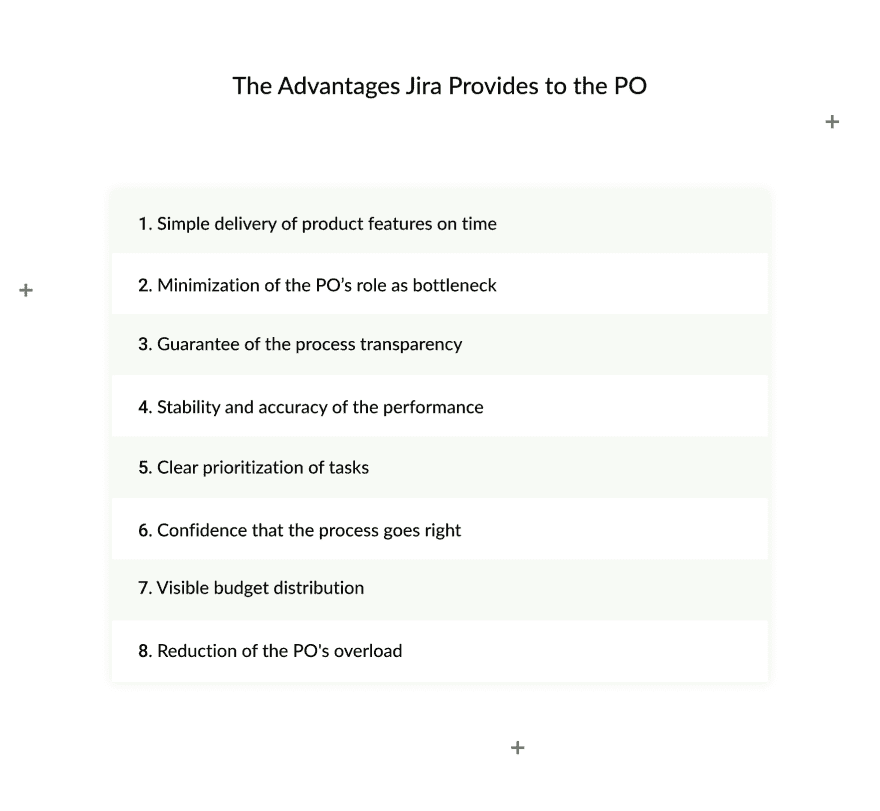 The Advantages Jira Provides to the PO
1. Simple delivery of product features on time
2. Minimization of the PO’s role as bottleneck
3. Guarantee of the process transparency
4. Stability and accuracy of the performance
5. Clear prioritization of tasks
6. Confidence that the process goes right
7. Visible budget distribution
8. Reduction of the PO's overload